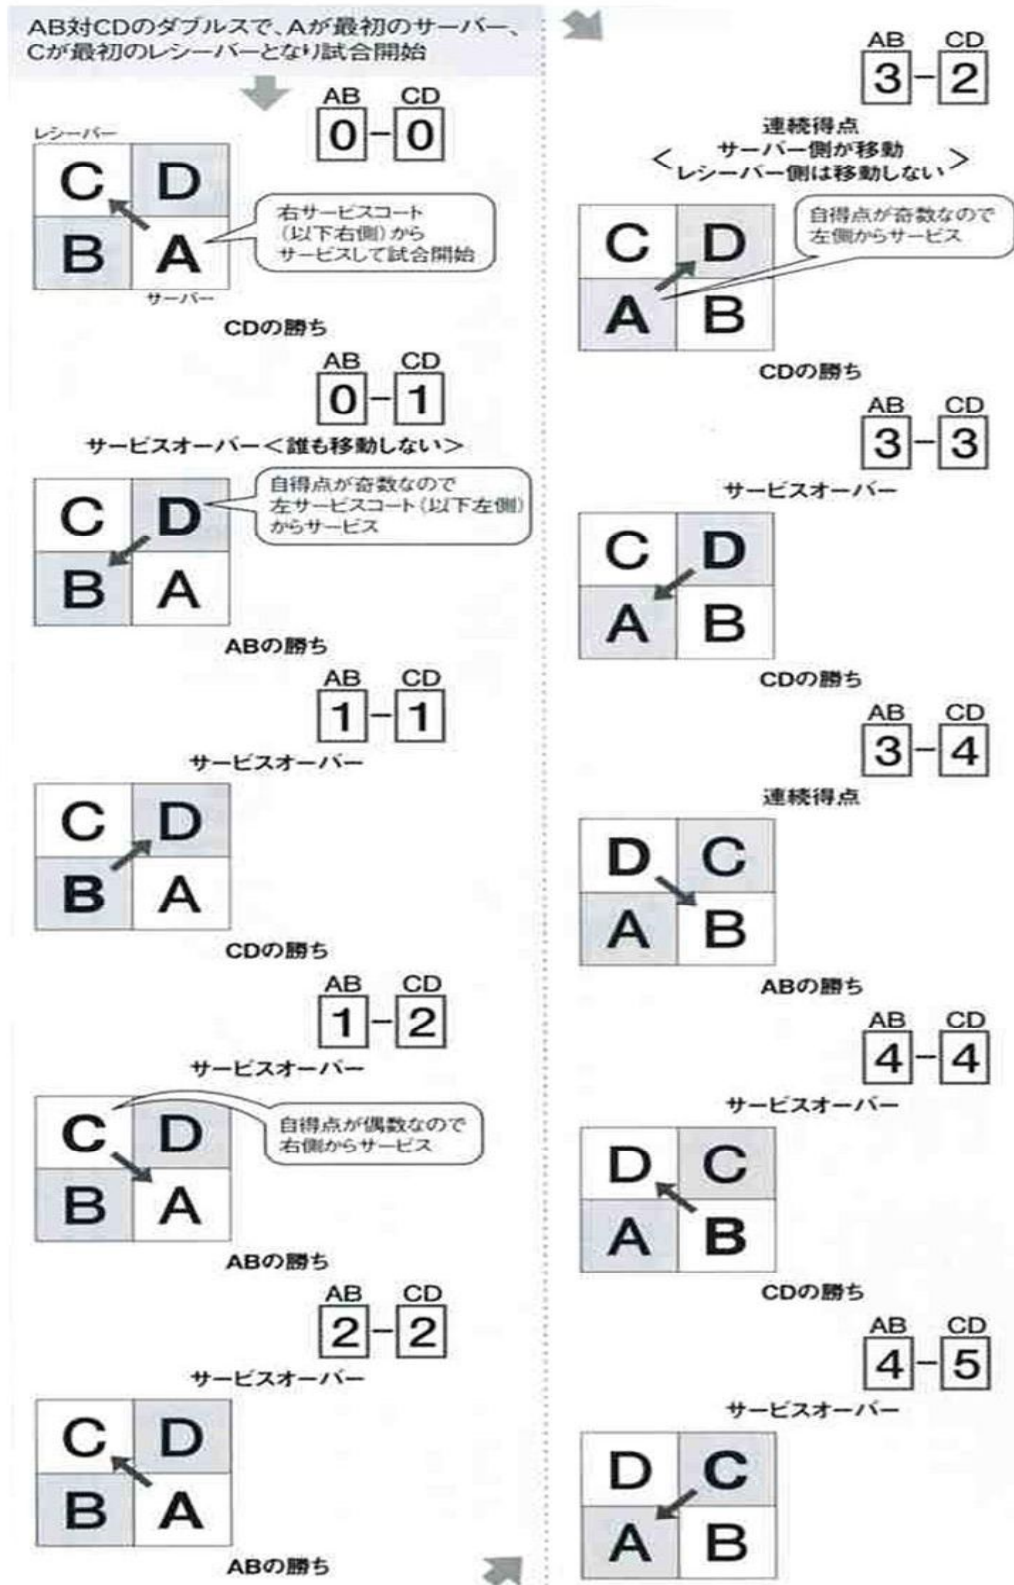 AB対CDのダブルスで、Aが最初のサーバー、
Cが最初のレシーバーとなり試合開始
AB CD
0-0
レシーバー
C D
B A
サーバー
右サービスコート
(以下右側)から
サービスして試合開始
CDの勝ち
AB CD
0-1
サービスオーバー<誰も移動しない>
C D
B A
自得点が奇数なので
左サービスコート(以下左側)
からサービス
ABの勝ち
AB CD
1-1
サービスオーバー
C D
B A
CDの勝ち
AB CD
1-2
サービスオーバー
C D
B A
自得点が偶数なので
右側からサービス
ABの勝ち
AB CD
2-2
サービスオーバー
C D
B A
ABの勝ち
AB CD
3-2
連続得点
<サーバー側が移動
レシーバー側は移動しない>
自得点が奇数なので
左側からサービス
C D
A B
CDの勝ち
AB CD
3-3
サービスオーバー
C D
A B
CDの勝ち
AB CD
3-4
連続得点
D C
A B
ABの勝ち
AB CD
4-4
サービスオーバー
D C
A B
CDの勝ち
AB CD
4-5
サービスオーバー
D C
A B